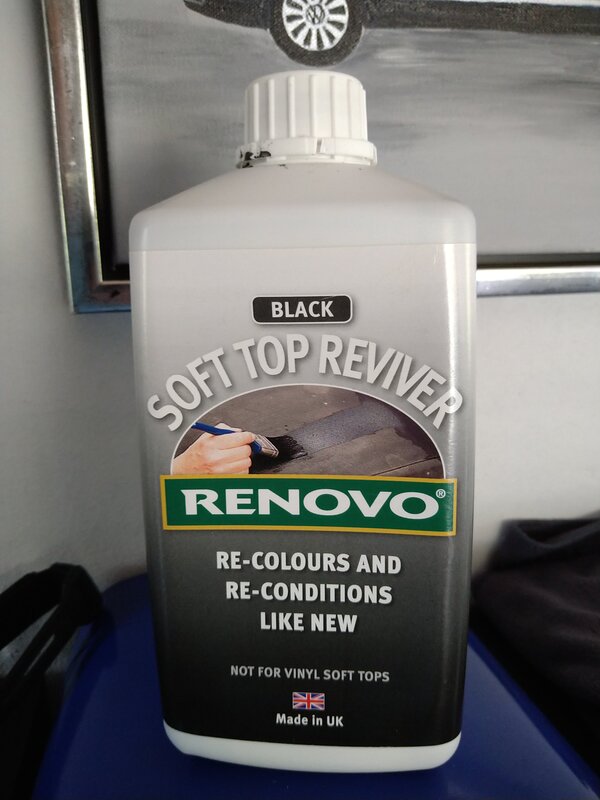 BLACK
SOFT TOP REVIVER
RENOVO®
RE-COLOURS AND
RE-CONDITIONS
LIKE NEW
NOT FOR VINYL SOFT TOPS
Made in UK